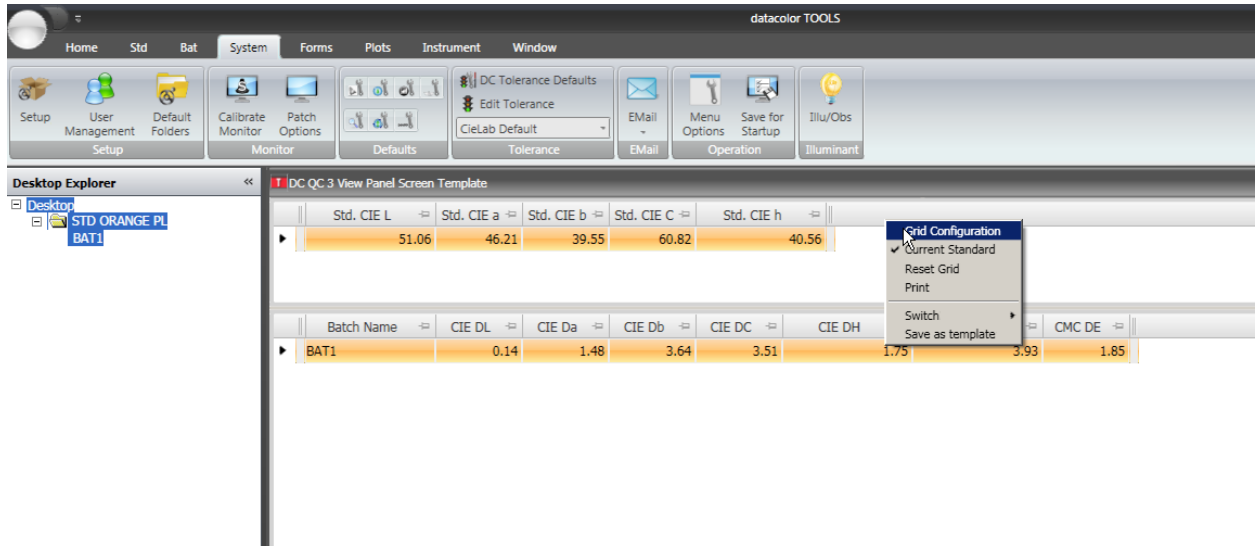 datacolor TOOLS
Home Std Bat System Forms Plots Instrument Window
Setup
User Management
Default Folders
Setup
Calibrate Monitor
Patch Options
Monitor
Defaults
DC Tolerance Defaults
Edit Tolerance
CieLab Default
Tolerance
EMail
EMail
Menu Options
Save for Startup
Operation
Illu/Obs
Illuminant
Desktop Explorer
Desktop
STD ORANGE PL
BAT1
DC QC 3 View Panel Screen Template
Std. CIE L Std. CIE a Std. CIE b Std. CIE C Std. CIE h
51.06 46.21 39.55 60.82 40.56
Grid Configuration
Current Standard
Reset Grid
Print
Switch
Save as template
Batch Name CIE DL CIE Da CIE Db CIE DC CIE DH CMC DE
BAT1 0.14 1.48 3.64 3.51 1.75 3.93 1.85